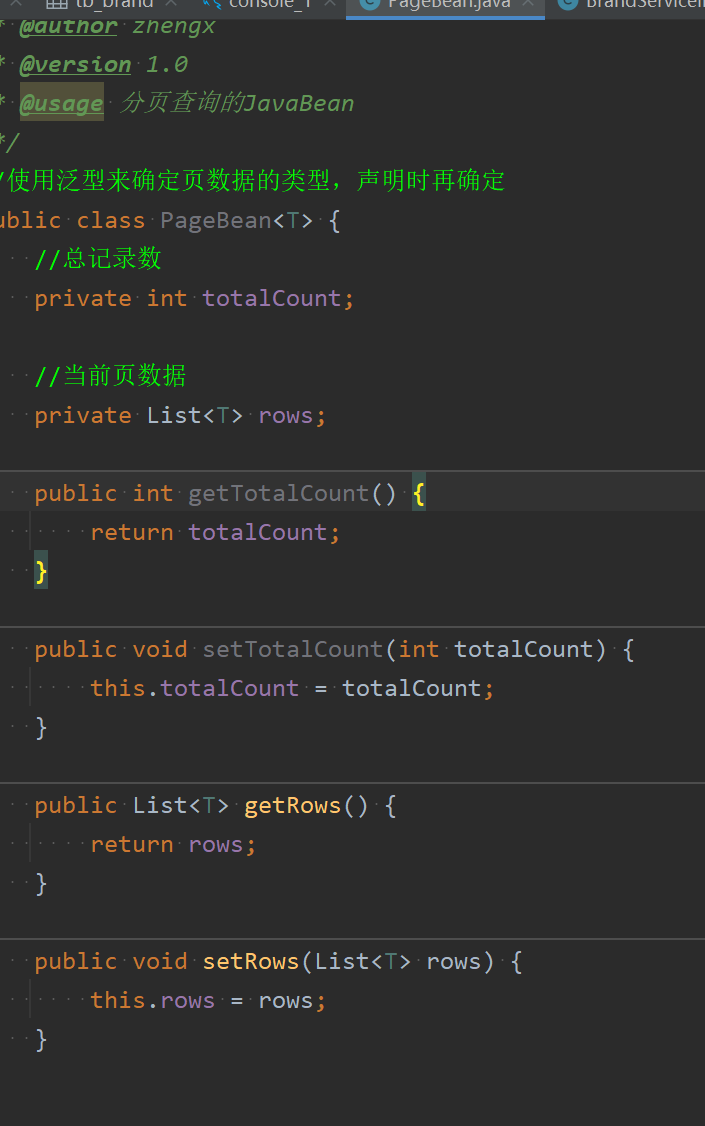 tb_brand console_1 PageBean.java BrandServiceI
* @author zhengx
* @version 1.0
* @usage 分页查询的JavaBean
*/
/使用泛型来确定页数据的类型，声明时再确定
ublic class PageBean<T> {
//总记录数
private int totalCount;
//当前页数据
private List<T> rows;
public int getTotalCount() {
return totalCount;
}
public void setTotalCount(int totalCount) {
this.totalCount = totalCount;
}
public List<T> getRows() {
return rows;
}
public void setRows(List<T> rows) {
this.rows = rows;
}